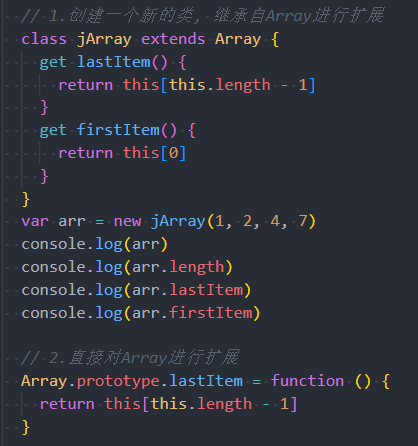 // 1.创建一个新的类, 继承自Array进行扩展
class jArray extends Array {
  get lastItem() {
    return this[this.length - 1]
  }
  get firstItem() {
    return this[0]
  }
}
var arr = new jArray(1, 2, 4, 7)
console.log(arr)
console.log(arr.length)
console.log(arr.lastItem)
console.log(arr.firstItem)

// 2.直接对Array进行扩展
Array.prototype.lastItem = function () {
  return this[this.length - 1]
}